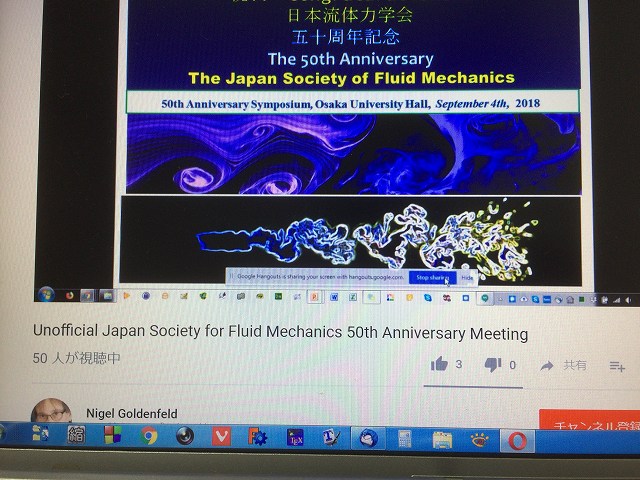 日本流体力学会
五十周年記念
The 50th Anniversary
The Japan Society of Fluid Mechanics
50th Anniversary Symposium, Osaka University Hall, September 4th, 2018
Google Hangouts is sharing your screen with hangouts.google.com. Stop sharing Hide
Unofficial Japan Society for Fluid Mechanics 50th Anniversary Meeting
50 人が視聴中
3 0 共有
Nigel Goldenfeld
チャンネル登録
縮
TEX